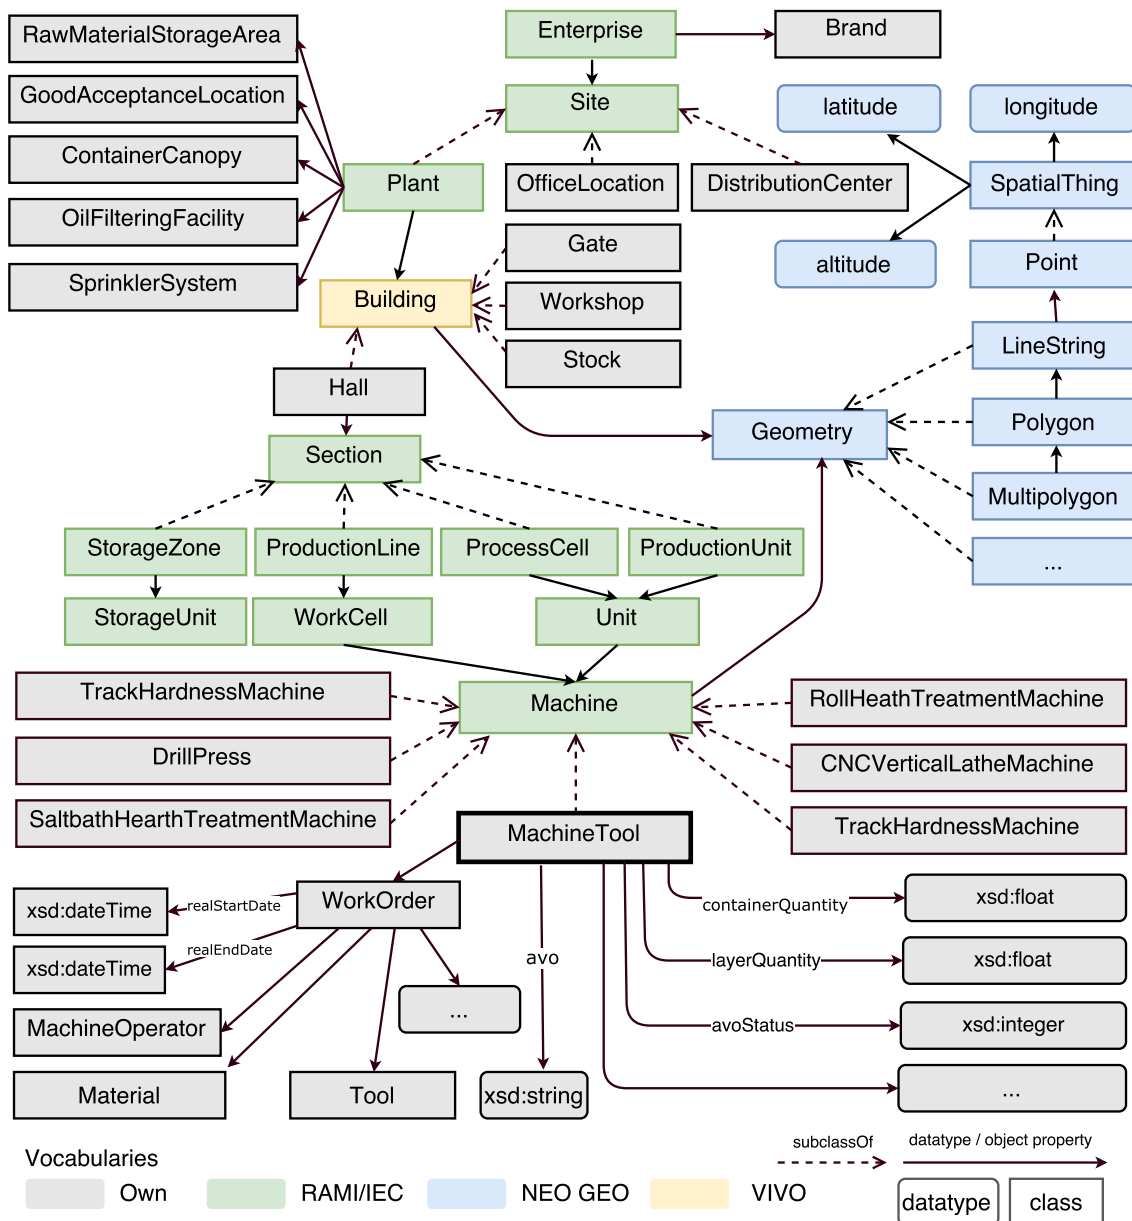 RawMaterialStorageArea
Enterprise
Brand
GoodAcceptanceLocation
Site
latitude
longitude
ContainerCanopy
Plant
OfficeLocation
DistributionCenter
SpatialThing
OilFilteringFacility
Gate
altitude
Point
SprinklerSystem
Building
Workshop
Stock
LineString
Hall
Geometry
Polygon
Section
Multipolygon
StorageZone
ProductionLine
ProcessCell
ProductionUnit
...
StorageUnit
WorkCell
Unit
TrackHardnessMachine
Machine
RollHeathTreatmentMachine
DrillPress
CNCVerticalLatheMachine
SaltbathHearthTreatmentMachine
MachineTool
TrackHardnessMachine
xsd:dateTime
realStartDate
WorkOrder
containerQuantity
xsd:float
xsd:dateTime
realEndDate
avo
layerQuantity
xsd:float
MachineOperator
...
avoStatus
xsd:integer
Material
Tool
xsd:string
...
Vocabularies
subclassOf
datatype / object property
Own
RAMI/IEC
NEO GEO
VIVO
datatype
class